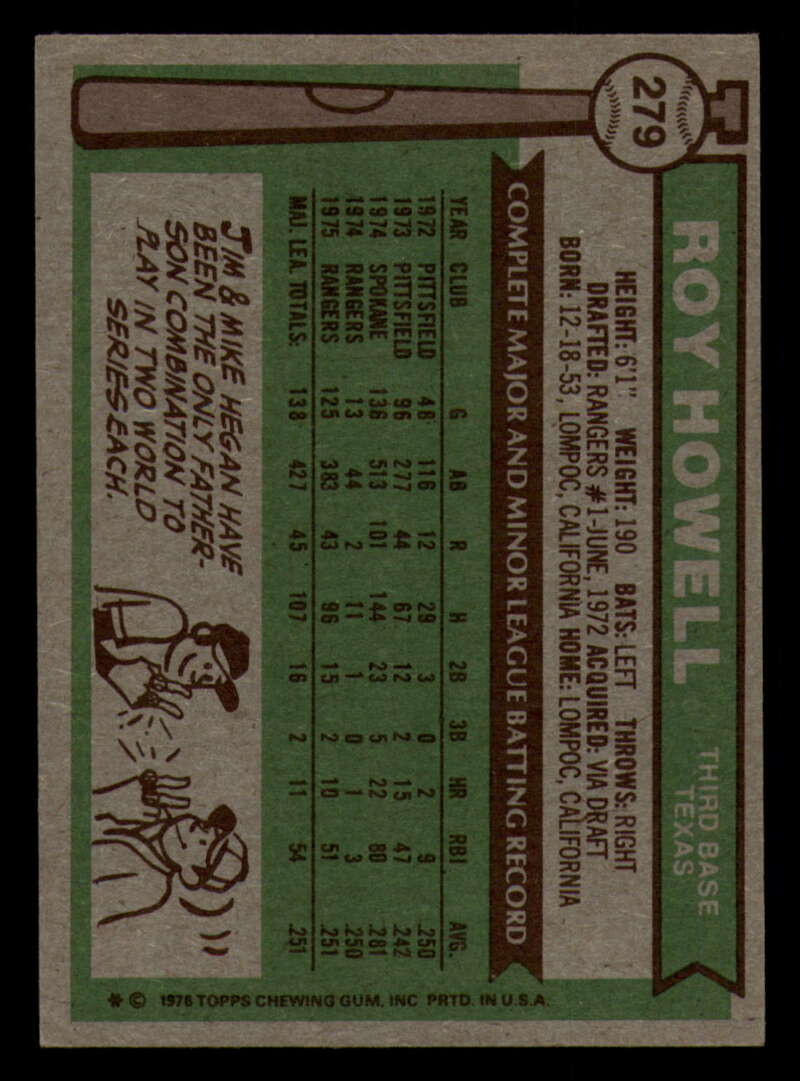 279
ROY HOWELL
THIRD BASE
TEXAS
HEIGHT: 6'1" WEIGHT: 190 BATS: LEFT THROWS: RIGHT
DRAFTED: RANGERS #1-JUNE, 1972 ACQUIRED: VIA DRAFT
BORN: 12-18-53, LOMPOC, CALIFORNIA HOME: LOMPOC, CALIFORNIA
COMPLETE MAJOR AND MINOR LEAGUE BATTING RECORD
YEAR CLUB G AB R H 2B 3B HR RBI AVG.
1972 PITTSFIELD 48 116 12 29 3 0 2 9 .250
1973 PITTSFIELD 96 277 44 67 12 2 15 47 .242
1974 SPOKANE 136 513 101 144 23 5 22 80 .281
1974 RANGERS 13 44 2 11 1 0 1 3 .250
1975 RANGERS 125 383 43 96 15 2 10 51 .251
MAJ. LEA. TOTALS: 138 427 45 107 16 2 11 54 .251
JIM & MIKE HEGAN HAVE
BEEN THE ONLY FATHER-
SON COMBINATION TO
PLAY IN TWO WORLD
SERIES EACH.
* © 1976 TOPPS CHEWING GUM, INC PRTD. IN U.S.A.